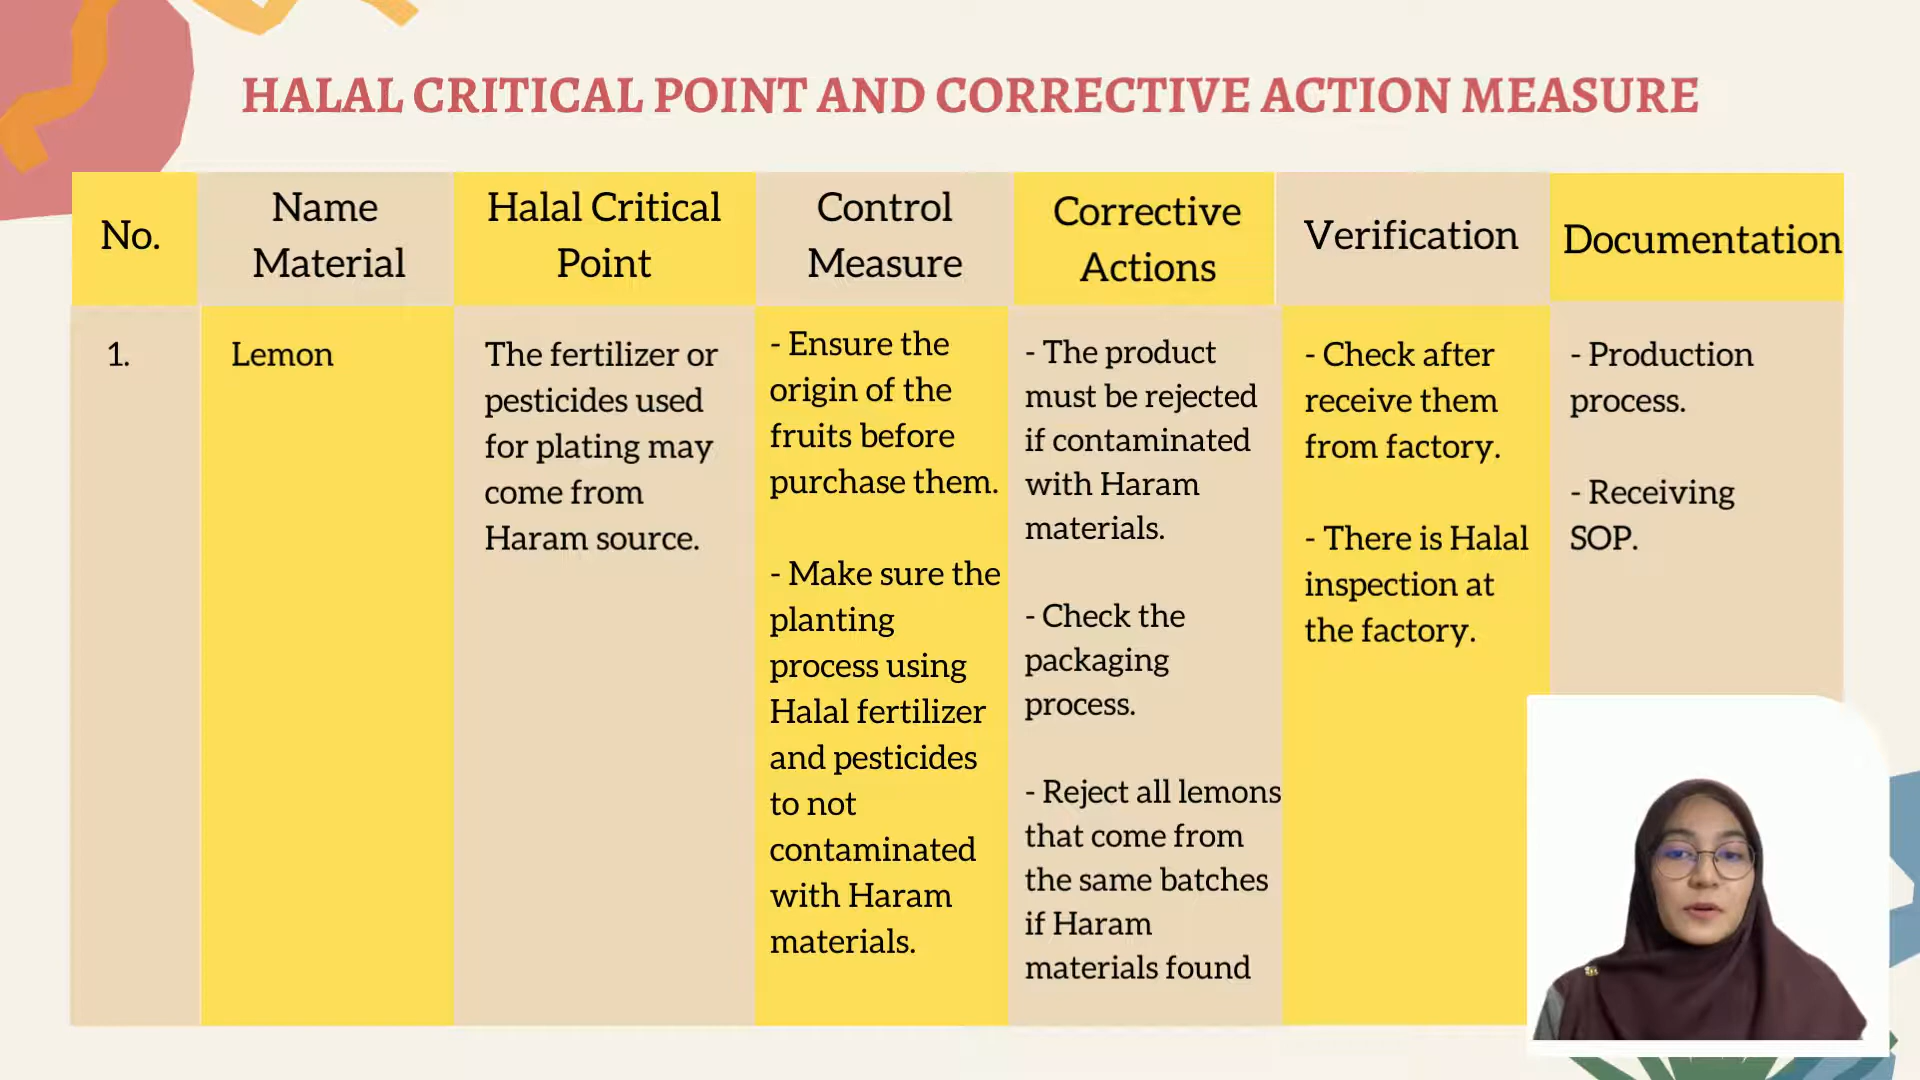 HALAL CRITICAL POINT AND CORRECTIVE ACTION MEASURE
No.
Name
Material
Halal Critical
Point
Control
Measure
Corrective
Actions
Verification
Documentation
1.
Lemon
The fertilizer or
pesticides used
for plating may
come from
Haram source.
- Ensure the
origin of the
fruits before
purchase them.
- Make sure the
planting
process using
Halal fertilizer
and pesticides
to not
contaminated
with Haram
materials.
- The product
must be rejected
if contaminated
with Haram
materials.
- Check the
packaging
process.
- Reject all lemons
that come from
the same batches
if Haram
materials found
- Check after
receive them
from factory.
- There is Halal
inspection at
the factory.
- Production
process.
- Receiving
SOP.